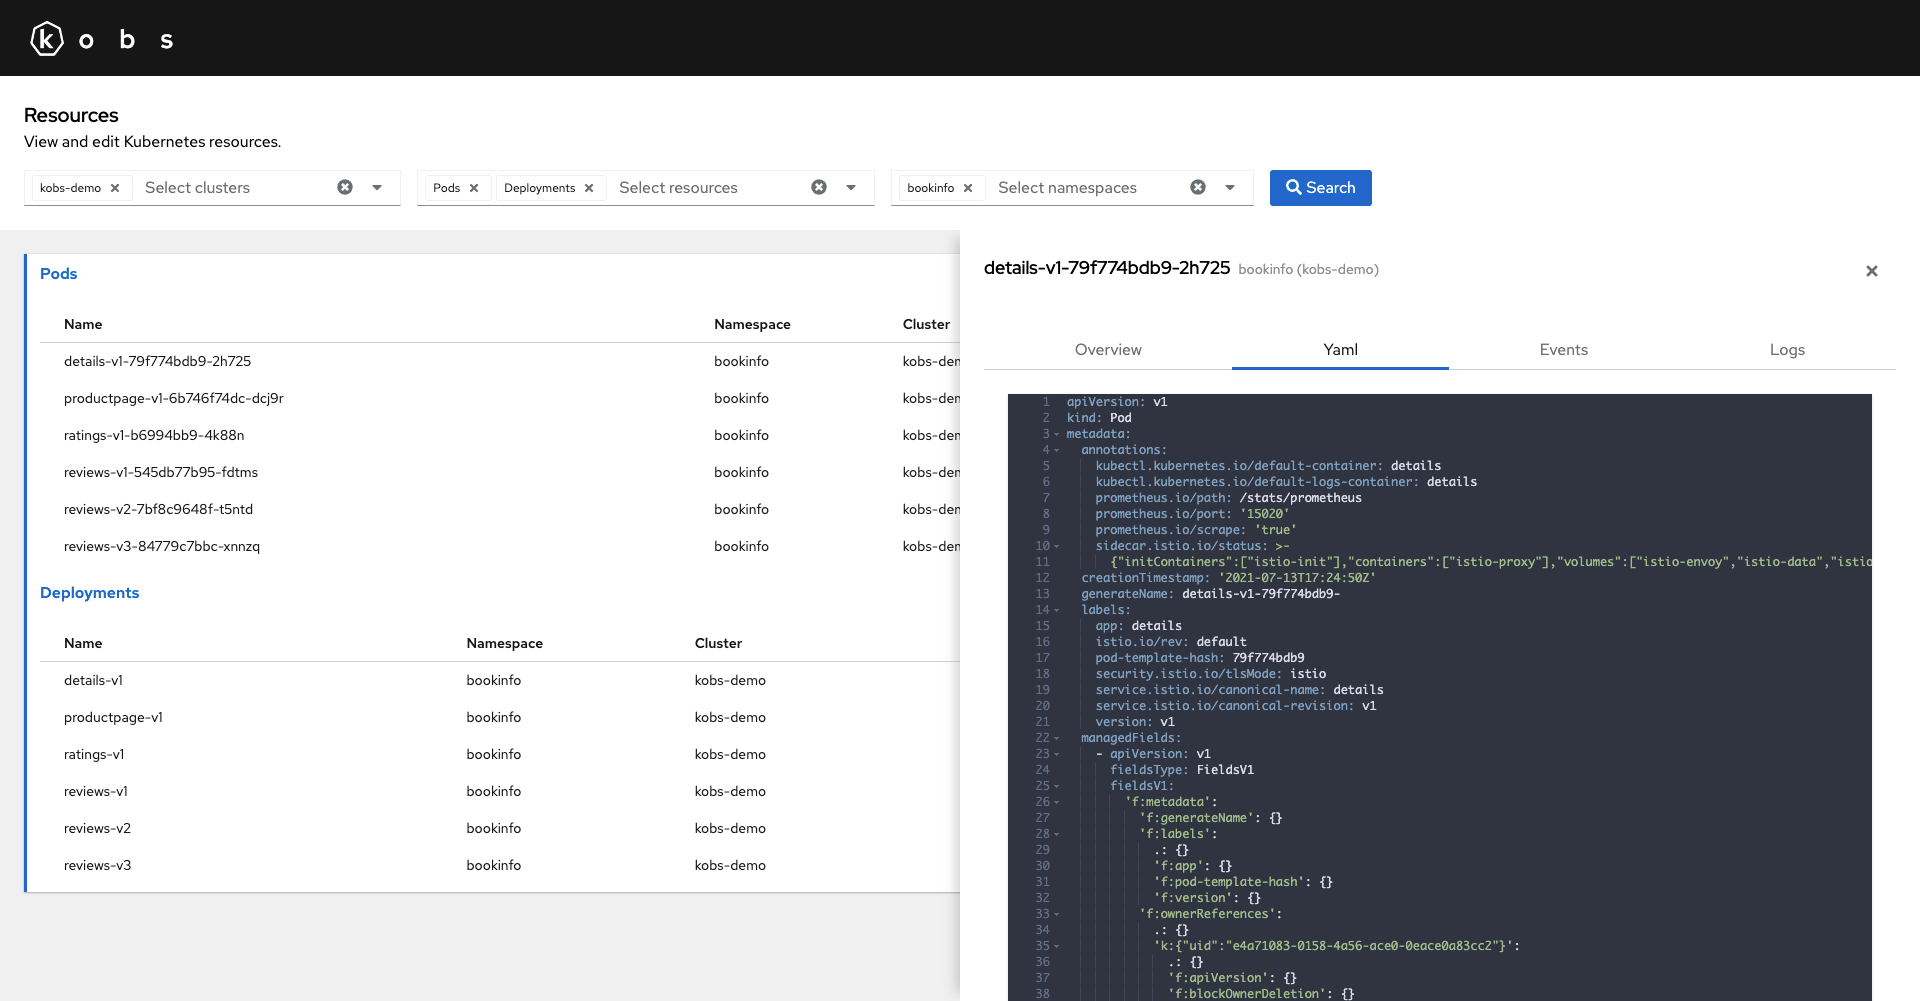 k o b s
Resources
View and edit Kubernetes resources.
kobs-demo Select clusters Pods Deployments Select resources bookinfo Select namespaces Search
Pods
Name Namespace Cluster
details-v1-79f774bdb9-2h725 bookinfo kobs-dem
productpage-v1-6b746f74dc-dcj9r bookinfo kobs-dem
ratings-v1-b6994bb9-4k88n bookinfo kobs-dem
reviews-v1-545db77b95-fdtms bookinfo kobs-dem
reviews-v2-7bf8c9648f-t5ntd bookinfo kobs-dem
reviews-v3-84779c7bbc-xnnzq bookinfo kobs-dem
Deployments
Name Namespace Cluster
details-v1 bookinfo kobs-demo
productpage-v1 bookinfo kobs-demo
ratings-v1 bookinfo kobs-demo
reviews-v1 bookinfo kobs-demo
reviews-v2 bookinfo kobs-demo
reviews-v3 bookinfo kobs-demo
details-v1-79f774bdb9-2h725 bookinfo (kobs-demo)
Overview Yaml Events Logs
1 apiVersion: v1
2 kind: Pod
3 metadata:
4 annotations:
5 kubectl.kubernetes.io/default-container: details
6 kubectl.kubernetes.io/default-logs-container: details
7 prometheus.io/path: /stats/prometheus
8 prometheus.io/port: '15020'
9 prometheus.io/scrape: 'true'
10 sidecar.istio.io/status: >-
11 {"initContainers":["istio-init"],"containers":["istio-proxy"],"volumes":["istio-envoy","istio-data","istio
12 creationTimestamp: '2021-07-13T17:24:50Z'
13 generateName: details-v1-79f774bdb9-
14 labels:
15 app: details
16 istio.io/rev: default
17 pod-template-hash: 79f774bdb9
18 security.istio.io/tlsMode: istio
19 service.istio.io/canonical-name: details
20 service.istio.io/canonical-revision: v1
21 version: v1
22 managedFields:
23 - apiVersion: v1
24 fieldsType: FieldsV1
25 fieldsV1:
26 'f:metadata':
27 'f:generateName': {}
28 'f:labels':
29 .: {}
30 'f:app': {}
31 'f:pod-template-hash': {}
32 'f:version': {}
33 'f:ownerReferences':
34 .: {}
35 'k:{"uid":"e4a71083-0158-4a56-ace0-0eace0a83cc2"}':
36 .: {}
37 'f:apiVersion': {}
38 'f:blockOwnerDeletion': {}